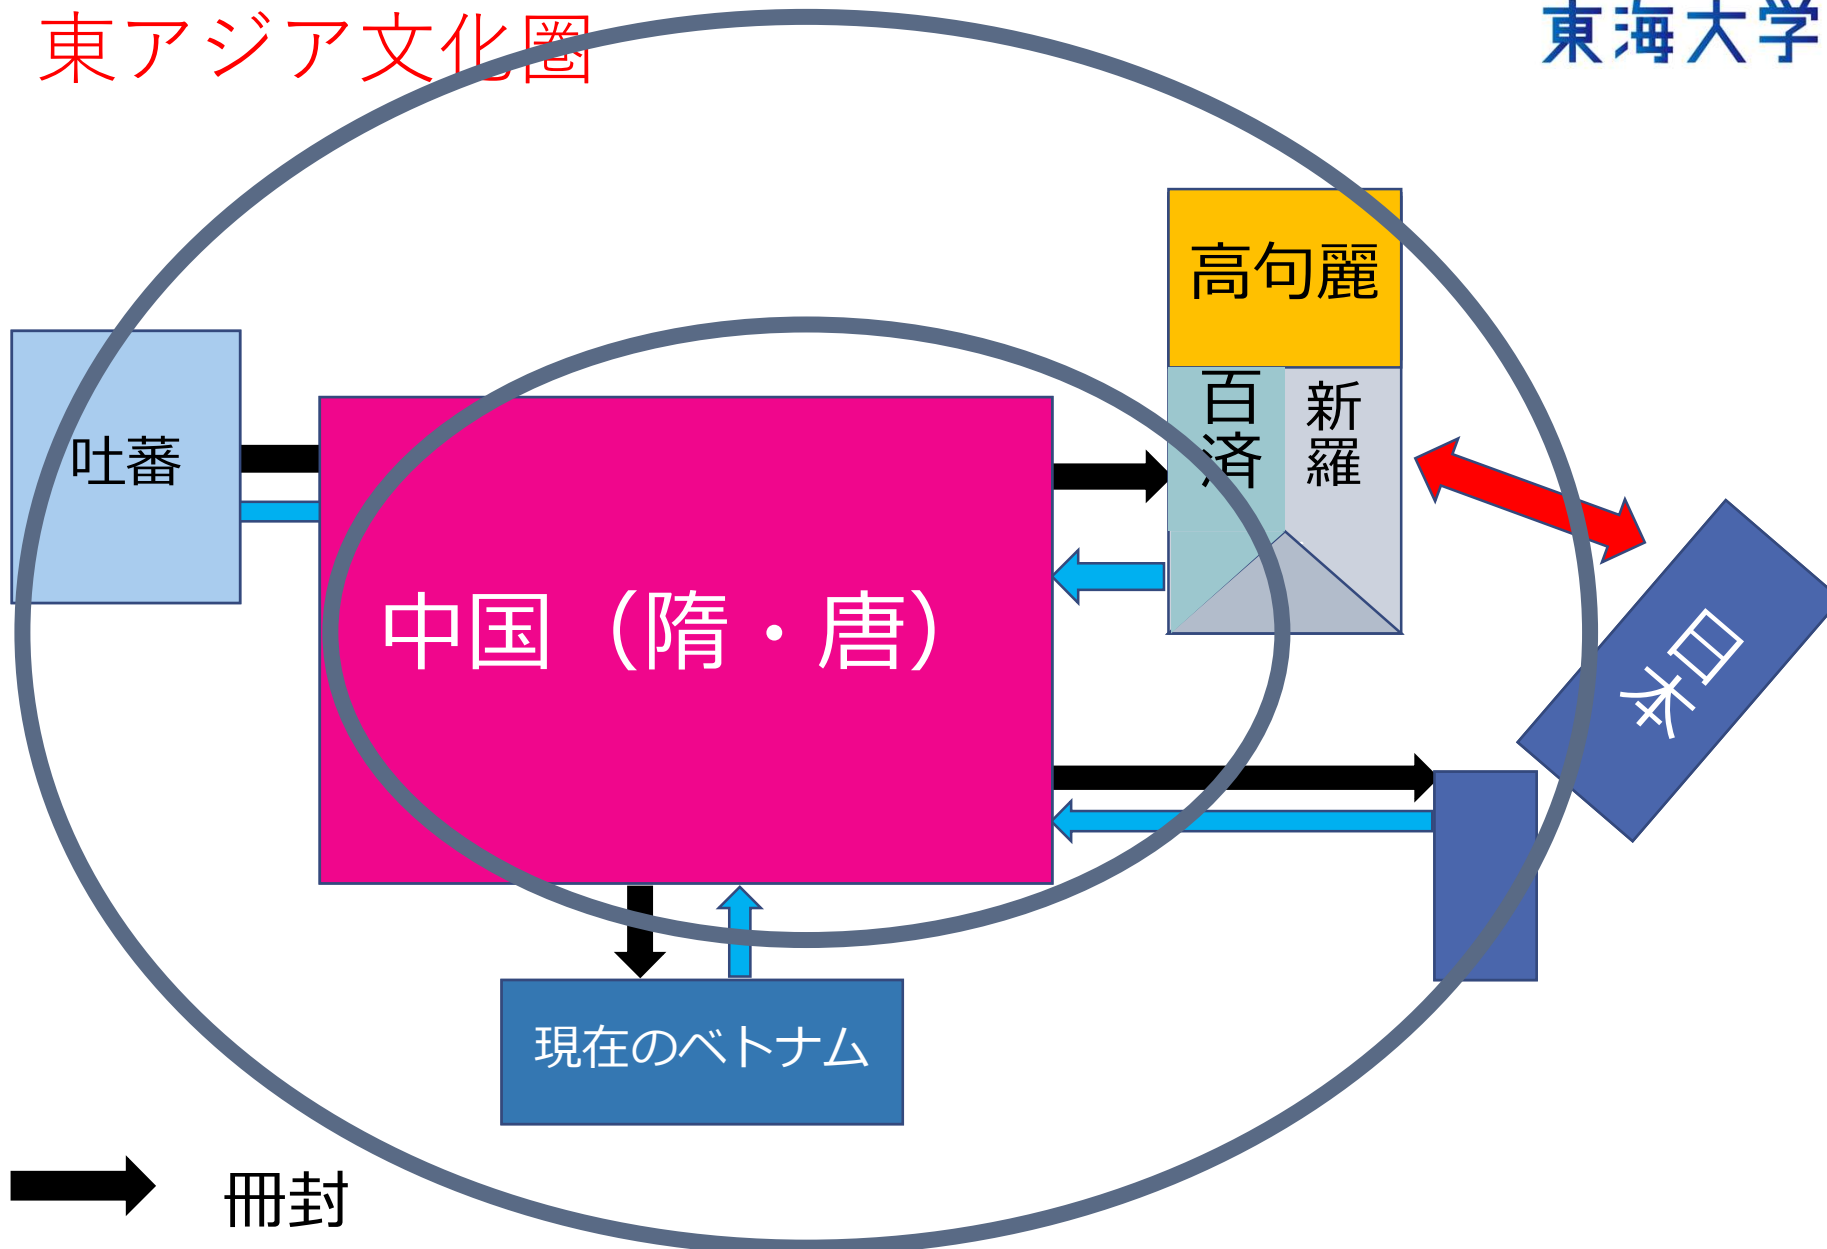 東アジア文化圏
東海大学
高句麗
百済
新羅
吐蕃
中国（隋・唐）
日本
現在のベトナム
冊封